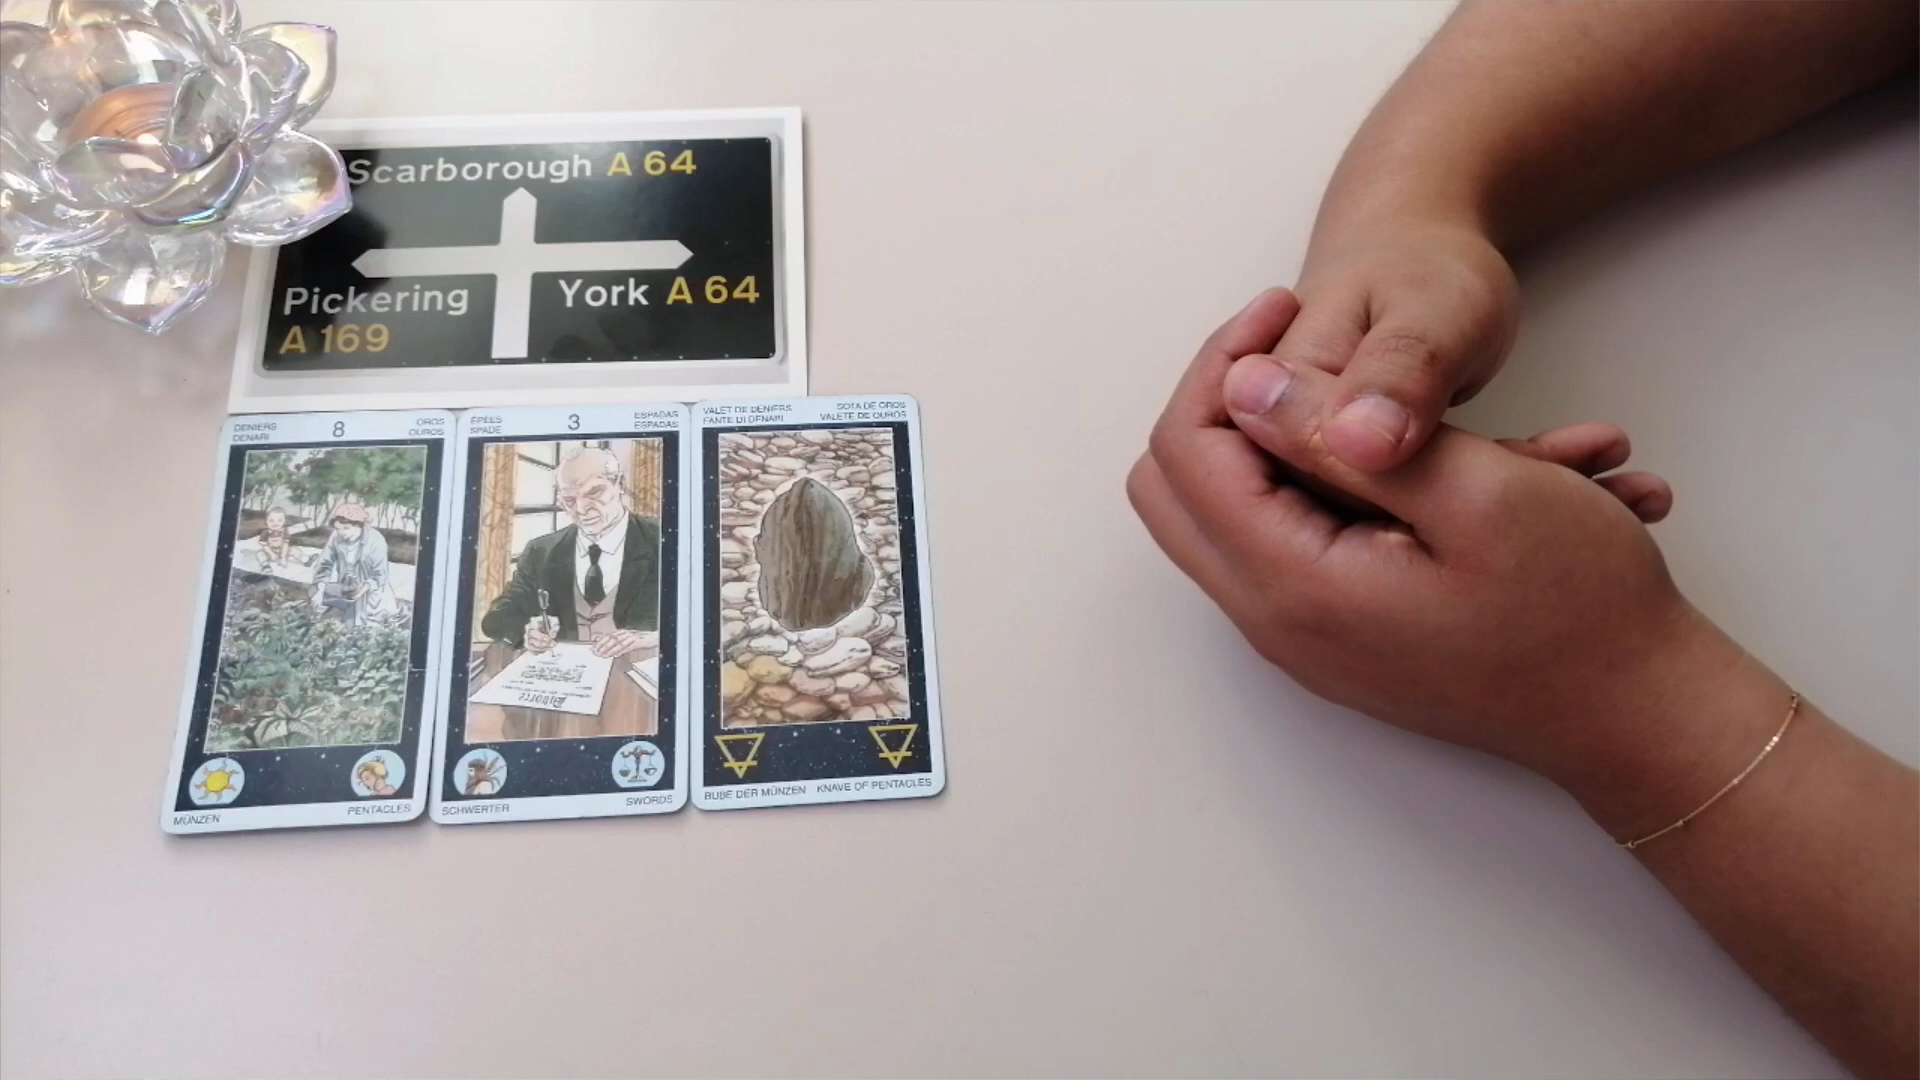 Scarborough A 64
Pickering
A 169
York A 64
DENIERS
DENARI
8
OROS
OUROS
MÜNZEN
PENTACLES
ÉPÉES
SPADE
3
ESPADAS
ESPADAS
Divorce
SCHWERTER
SWORDS
VALET DE DENIERS
FANTE DI DENARI
SOTA DE OROS
VALETE DE OUROS
BUBE DER MÜNZEN
KNAVE OF PENTACLES